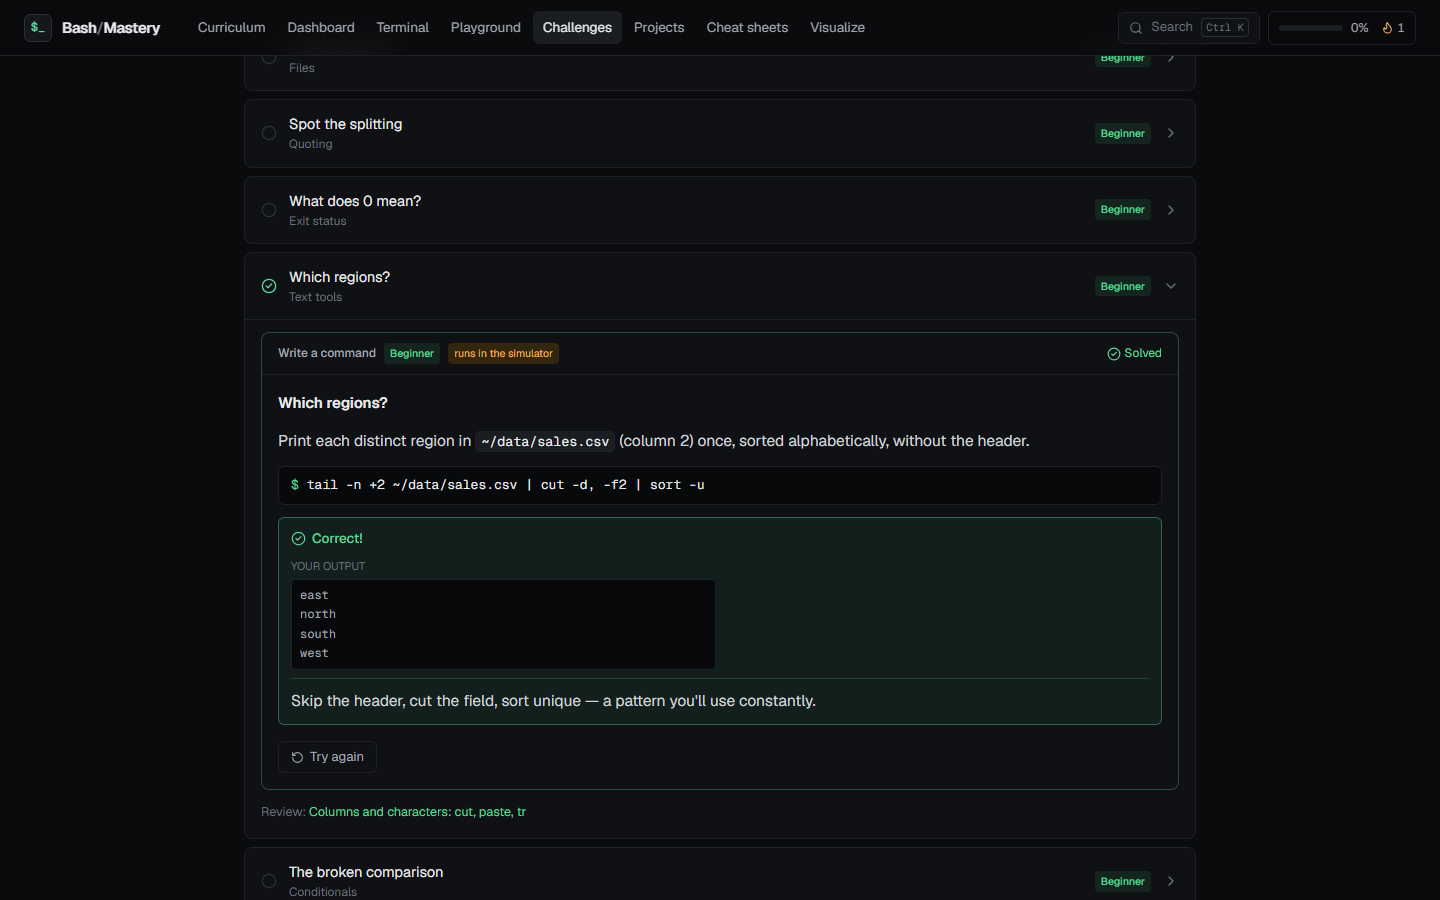 $_ Bash/Mastery Curriculum Dashboard Terminal Playground Challenges Projects Cheat sheets Visualize Search Ctrl K 0% 1
Files Beginner
Spot the splitting
Quoting
Beginner
What does 0 mean?
Exit status
Beginner
Which regions?
Text tools
Beginner
Write a command Beginner runs in the simulator Solved
Which regions?
Print each distinct region in ~/data/sales.csv (column 2) once, sorted alphabetically, without the header.
$ tail -n +2 ~/data/sales.csv | cut -d, -f2 | sort -u
Correct!
YOUR OUTPUT
east
north
south
west
Skip the header, cut the field, sort unique — a pattern you'll use constantly.
Try again
Review: Columns and characters: cut, paste, tr
The broken comparison
Conditionals
Beginner